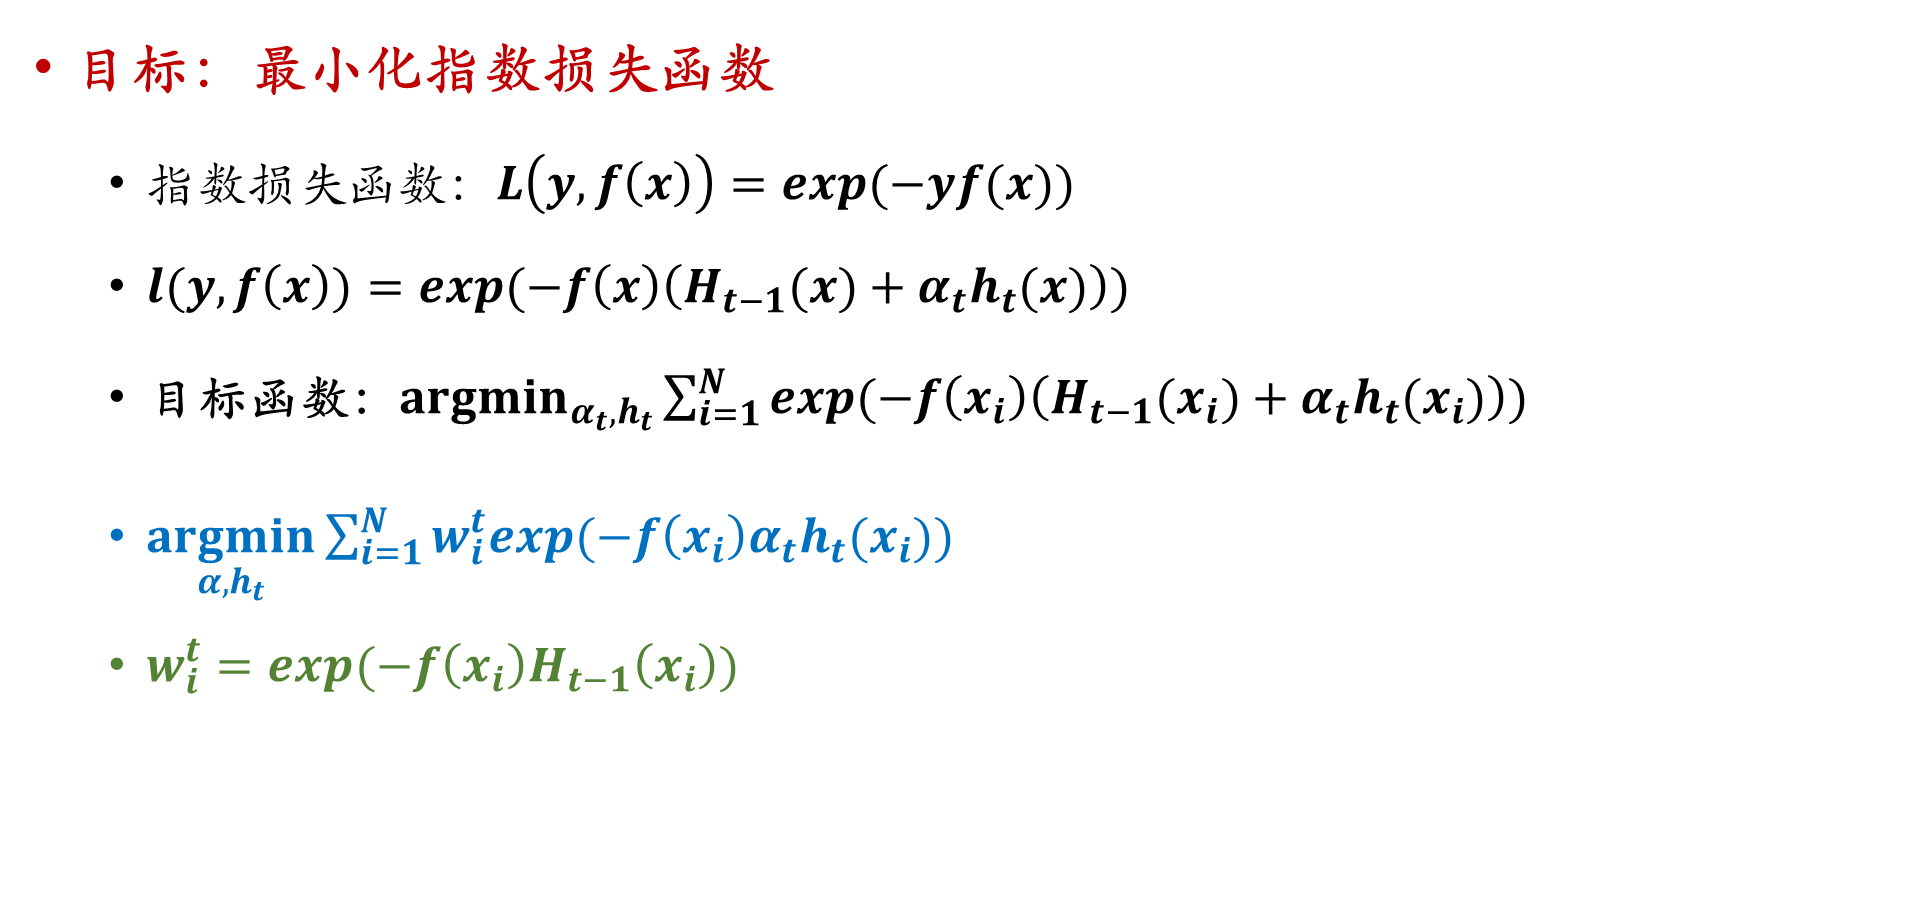 • 目标： 最小化指数损失函数
• 指数损失函数：L(y, f(x)) = exp(−yf(x))
• l(y, f(x)) = exp(−f(x)(H_{t−1}(x) + α_t h_t(x)))
• 目标函数：argmin_{α_t,h_t} ∑_{i=1}^{N} exp(−f(x_i)(H_{t−1}(x_i) + α_t h_t(x_i)))
• argmin_{α,h_t} ∑_{i=1}^{N} w_i^t exp(−f(x_i)α_t h_t(x_i))
• w_i^t = exp(−f(x_i)H_{t−1}(x_i))